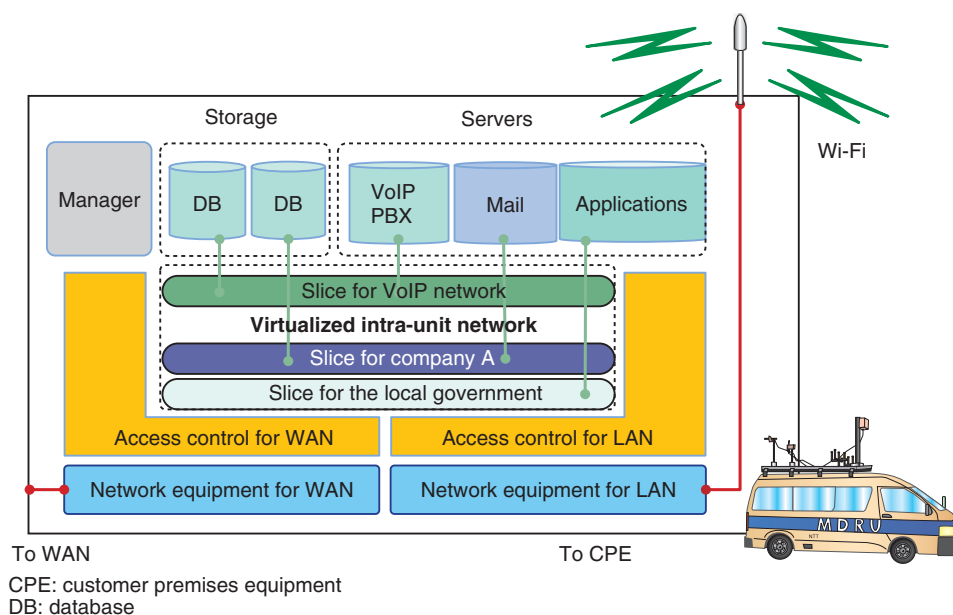 Storage
Servers
Wi-Fi
Manager
DB
DB
VoIP
PBX
Mail
Applications
Slice for VoIP network
Virtualized intra-unit network
Slice for company A
Slice for the local government
Access control for WAN
Access control for LAN
Network equipment for WAN
Network equipment for LAN
MDRU
NTT
To WAN
To CPE
CPE: customer premises equipment
DB: database